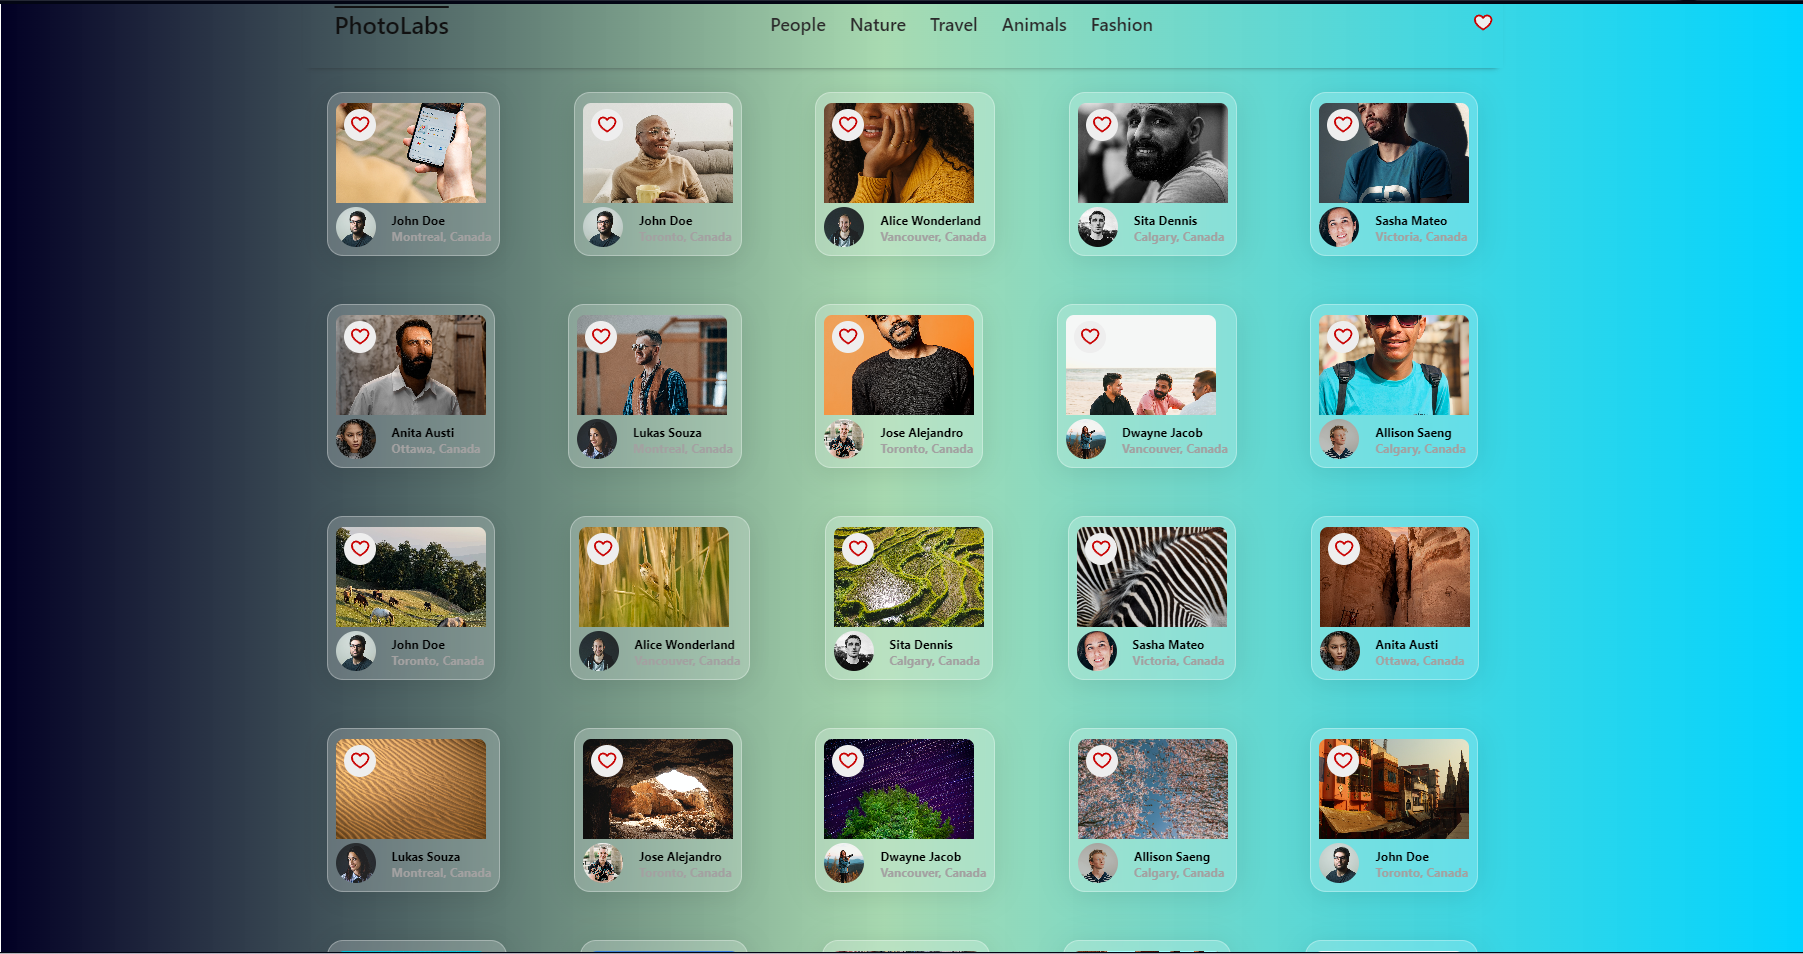 PhotoLabs
People Nature Travel Animals Fashion
John Doe
Montreal, Canada
John Doe
Toronto, Canada
Alice Wonderland
Vancouver, Canada
Sita Dennis
Calgary, Canada
Sasha Mateo
Victoria, Canada
Anita Austi
Ottawa, Canada
Lukas Souza
Montreal, Canada
Jose Alejandro
Toronto, Canada
Dwayne Jacob
Vancouver, Canada
Allison Saeng
Calgary, Canada
John Doe
Toronto, Canada
Alice Wonderland
Vancouver, Canada
Sita Dennis
Calgary, Canada
Sasha Mateo
Victoria, Canada
Anita Austi
Ottawa, Canada
Lukas Souza
Montreal, Canada
Jose Alejandro
Toronto, Canada
Dwayne Jacob
Vancouver, Canada
Allison Saeng
Calgary, Canada
John Doe
Toronto, Canada